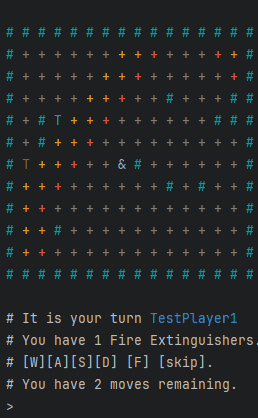 # # # # # # # # # # # # # # # #
# + + + + + + + + + + + + + + #
# + + + + + + + + + + + + + + #
# + + + + + + + + + # + + + # #
# + # T + + + + + + + + + # # #
# + # + + + + + + + + + + + + #
# T + + + + + & # + + + + + + #
# + + + + + + + + + # + # + + #
# + + + + + + + + + + + + + + #
# + + # + + + + + + + + + + + #
# + + + + + + + + + + + + + + #
# # # # # # # # # # # # # # # #
# It is your turn TestPlayer1
# You have 1 Fire Extinguishers.
# [W][A][S][D] [F] [skip].
# You have 2 moves remaining.
>